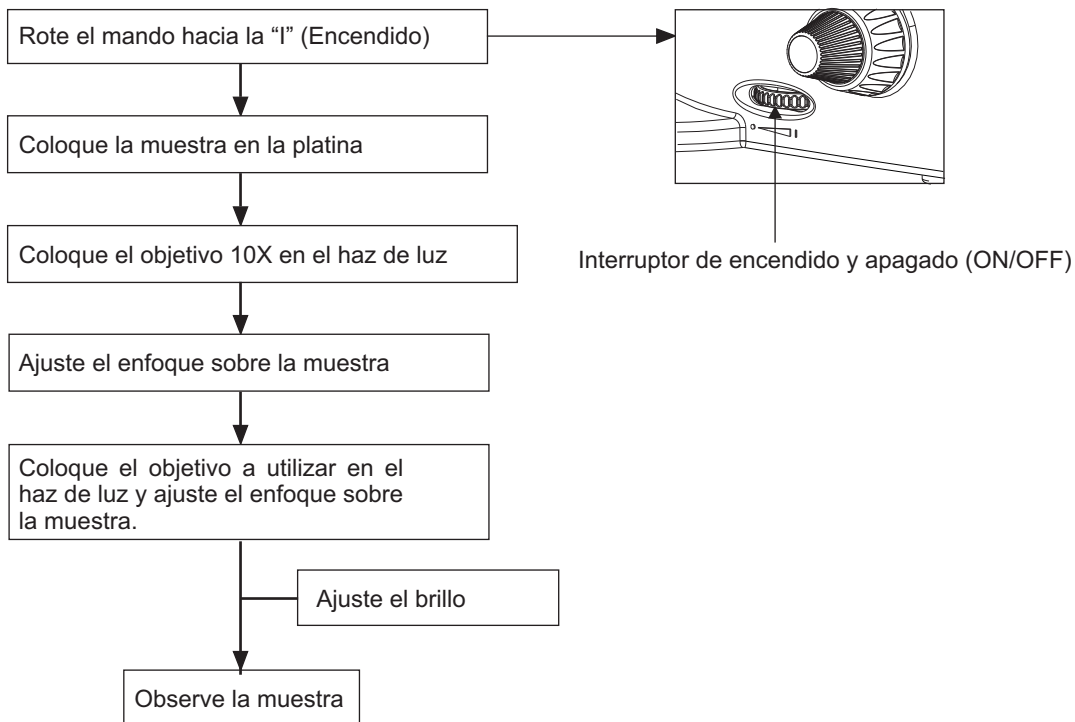 Rote el mando hacia la “I” (Encendido)
Coloque la muestra en la platina
Coloque el objetivo 10X en el haz de luz
Interruptor de encendido y apagado (ON/OFF)
Ajuste el enfoque sobre la muestra
Coloque el objetivo a utilizar en el
haz de luz y ajuste el enfoque sobre
la muestra.
Ajuste el brillo
Observe la muestra